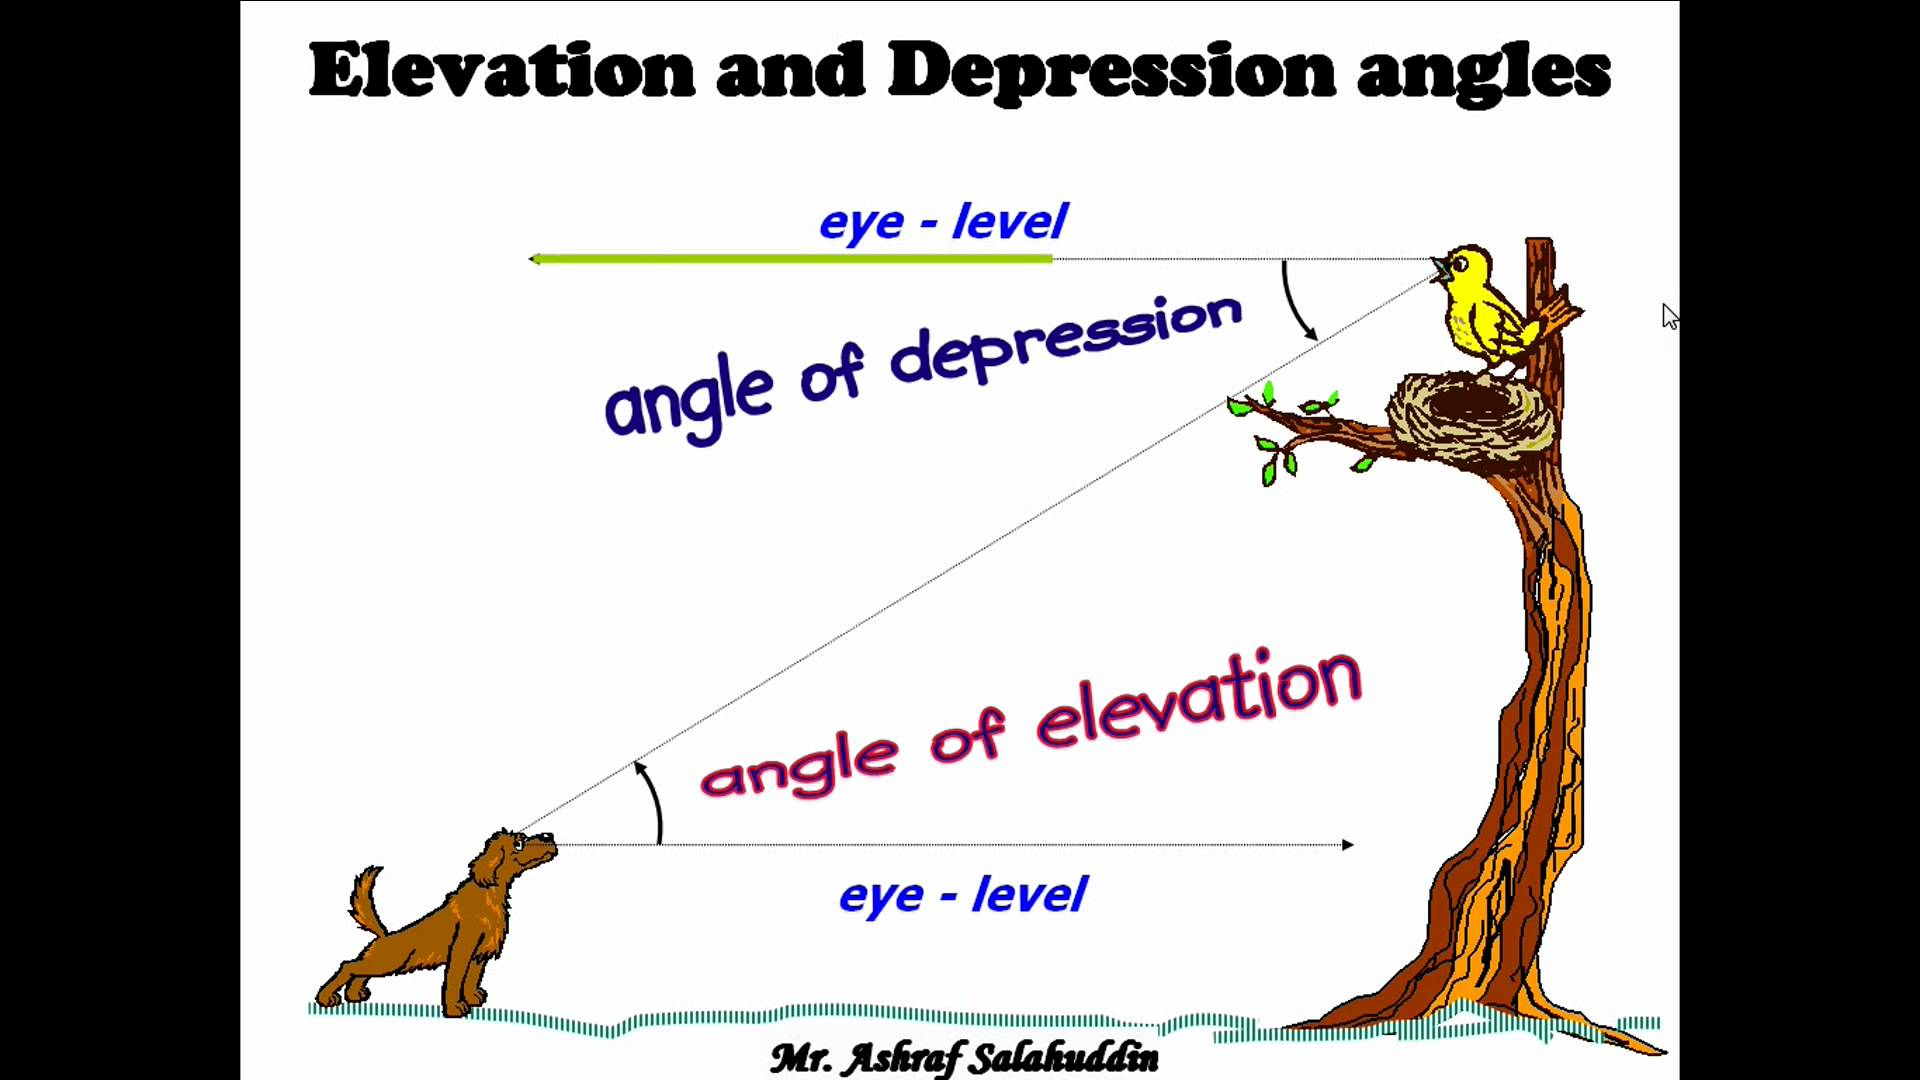 Elevation and Depression angles
eye - level
angle of depression
angle of elevation
eye - level
Mr. Ashraf Salahuddin